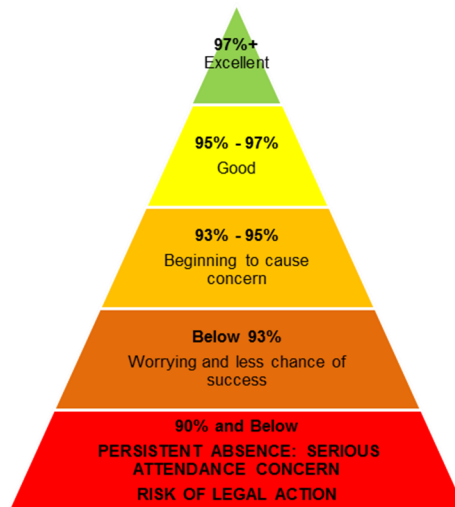 97%+
Excellent
95% - 97%
Good
93% - 95%
Beginning to cause
concern
Below 93%
Worrying and less chance of
success
90% and Below
PERSISTENT ABSENCE: SERIOUS
ATTENDANCE CONCERN
RISK OF LEGAL ACTION